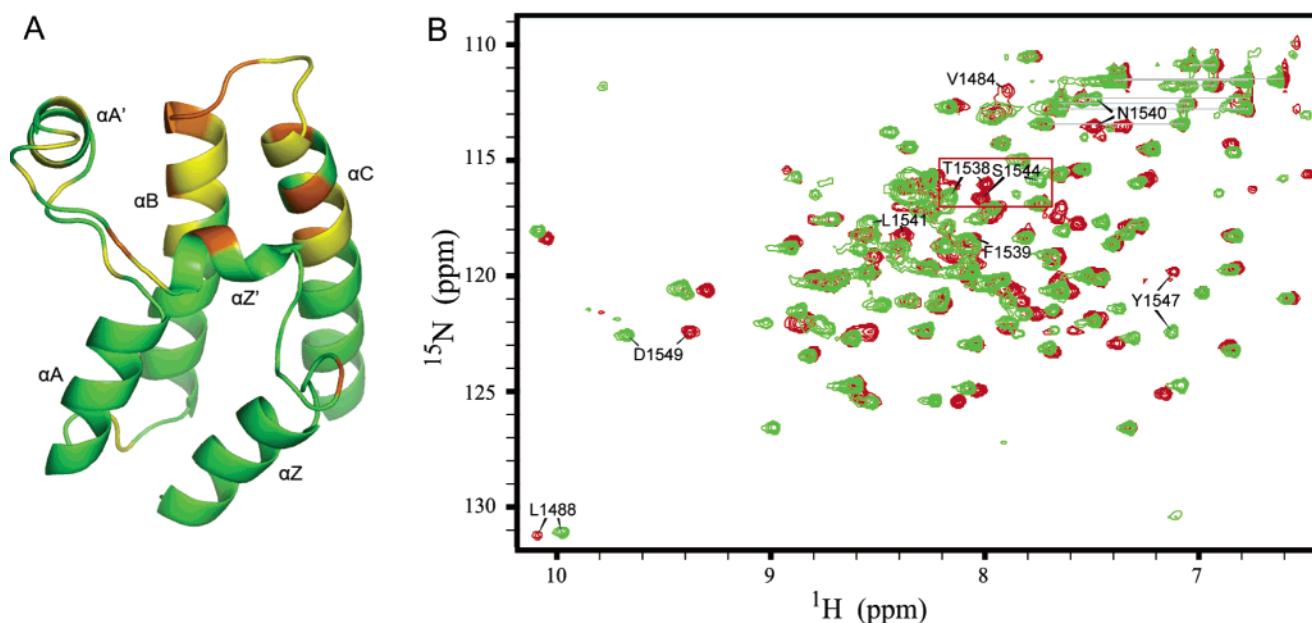 A
αA'
αB
αC
αZ'
αA
αZ
B
110
115
120
125
130
¹⁵N (ppm)
V1484
N1540
T1538 S1544
L1541
F1539
Y1547
D1549
L1488
10
9
8
7
¹H (ppm)